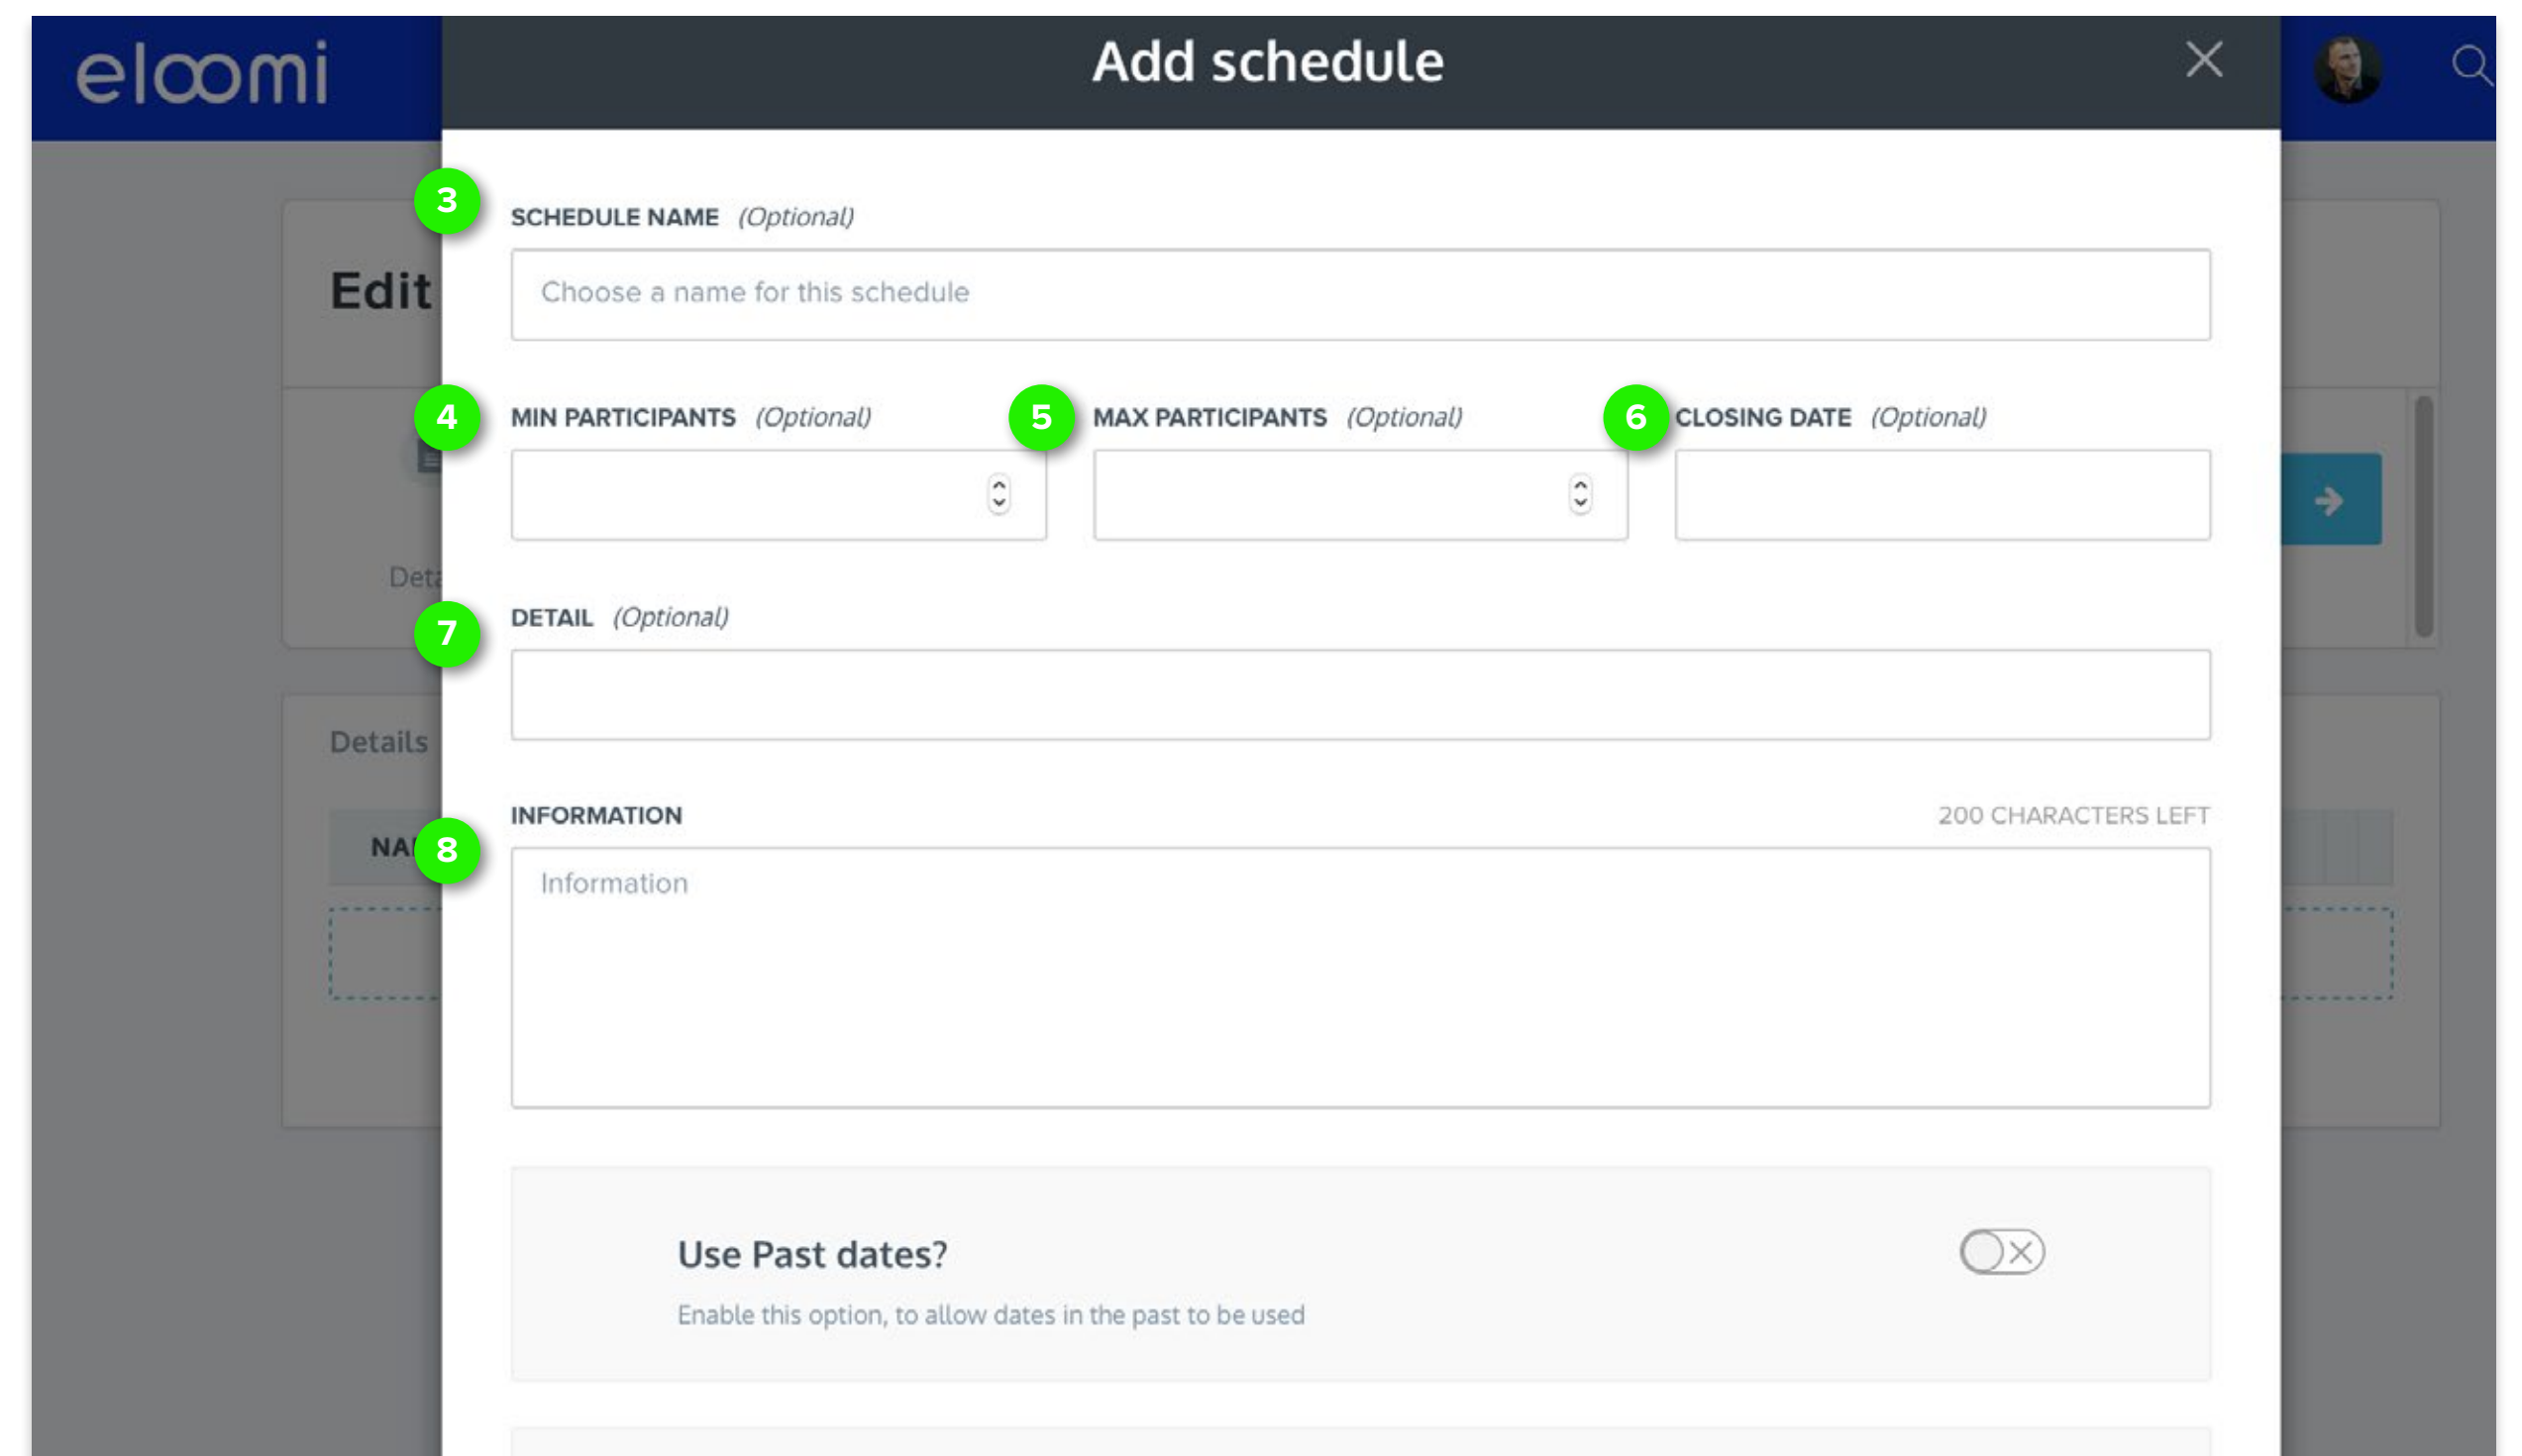 eloomi
Add schedule
Edit
3 SCHEDULE NAME (Optional)
Choose a name for this schedule
4 MIN PARTICIPANTS (Optional) 5 MAX PARTICIPANTS (Optional) 6 CLOSING DATE (Optional)
Deta
7 DETAIL (Optional)
Details
INFORMATION 200 CHARACTERS LEFT
NA 8
Information
Use Past dates?
Enable this option, to allow dates in the past to be used